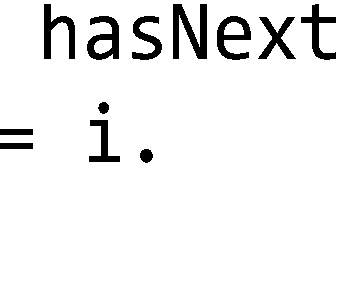 hasNext
= i.